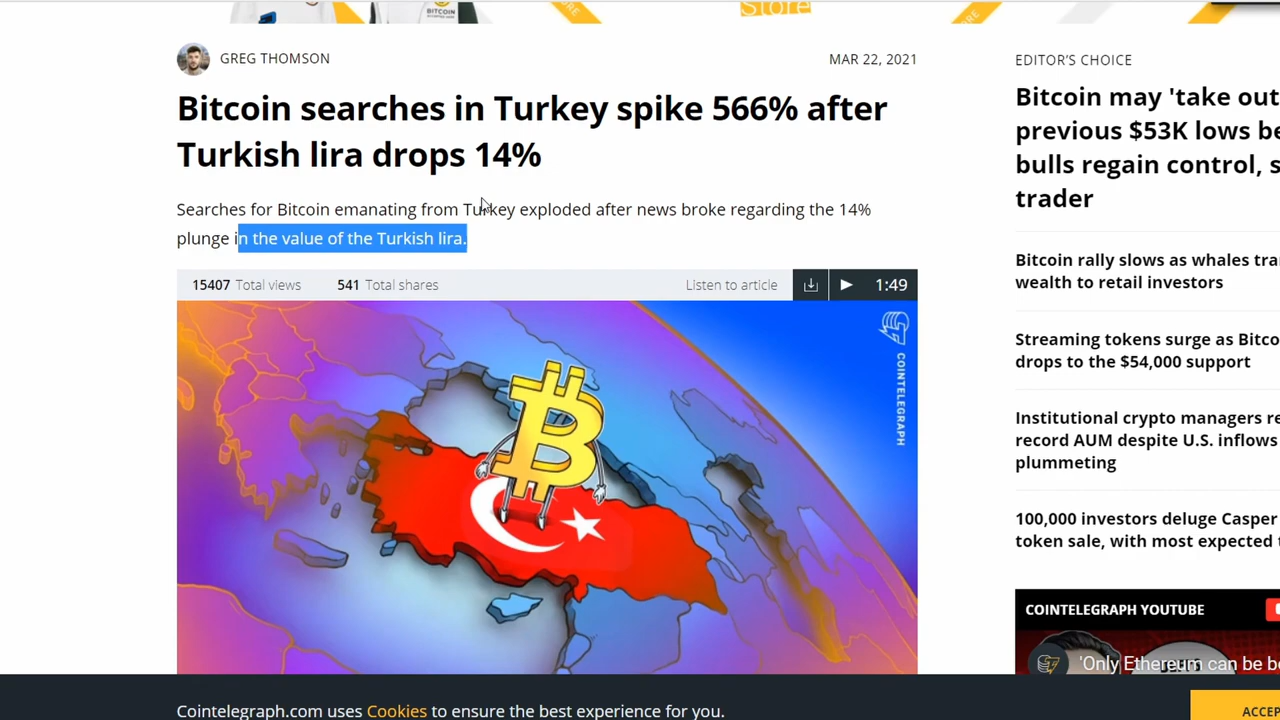 BITCOIN
Store
GREG THOMSON
MAR 22, 2021
Bitcoin searches in Turkey spike 566% after
Turkish lira drops 14%
Searches for Bitcoin emanating from Turkey exploded after news broke regarding the 14%
plunge in the value of the Turkish lira.
15407 Total views
541 Total shares
Listen to article
1:49
COINTELEGRAPH
EDITOR'S CHOICE
Bitcoin may 'take out
previous $53K lows be
bulls regain control, s
trader
Bitcoin rally slows as whales tra
wealth to retail investors
Streaming tokens surge as Bitco
drops to the $54,000 support
Institutional crypto managers re
record AUM despite U.S. inflows
plummeting
100,000 investors deluge Casper
token sale, with most expected t
COINTELEGRAPH YOUTUBE
'Only Ethereum can be be
Cointelegraph.com uses Cookies to ensure the best experience for you.
ACCEP